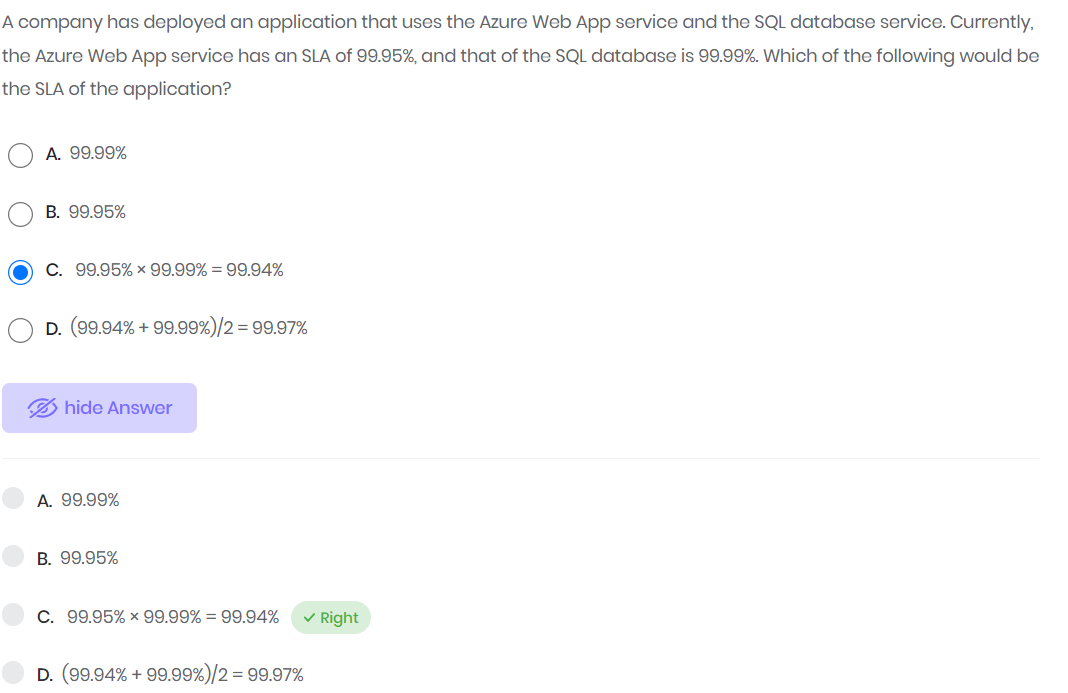 A company has deployed an application that uses the Azure Web App service and the SQL database service. Currently,
the Azure Web App service has an SLA of 99.95%, and that of the SQL database is 99.99%. Which of the following would be
the SLA of the application?
A. 99.99%
B. 99.95%
C. 99.95% × 99.99% = 99.94%
D. (99.94% + 99.99%)/2 = 99.97%
hide Answer
A. 99.99%
B. 99.95%
C. 99.95% × 99.99% = 99.94% ✓ Right
D. (99.94% + 99.99%)/2 = 99.97%